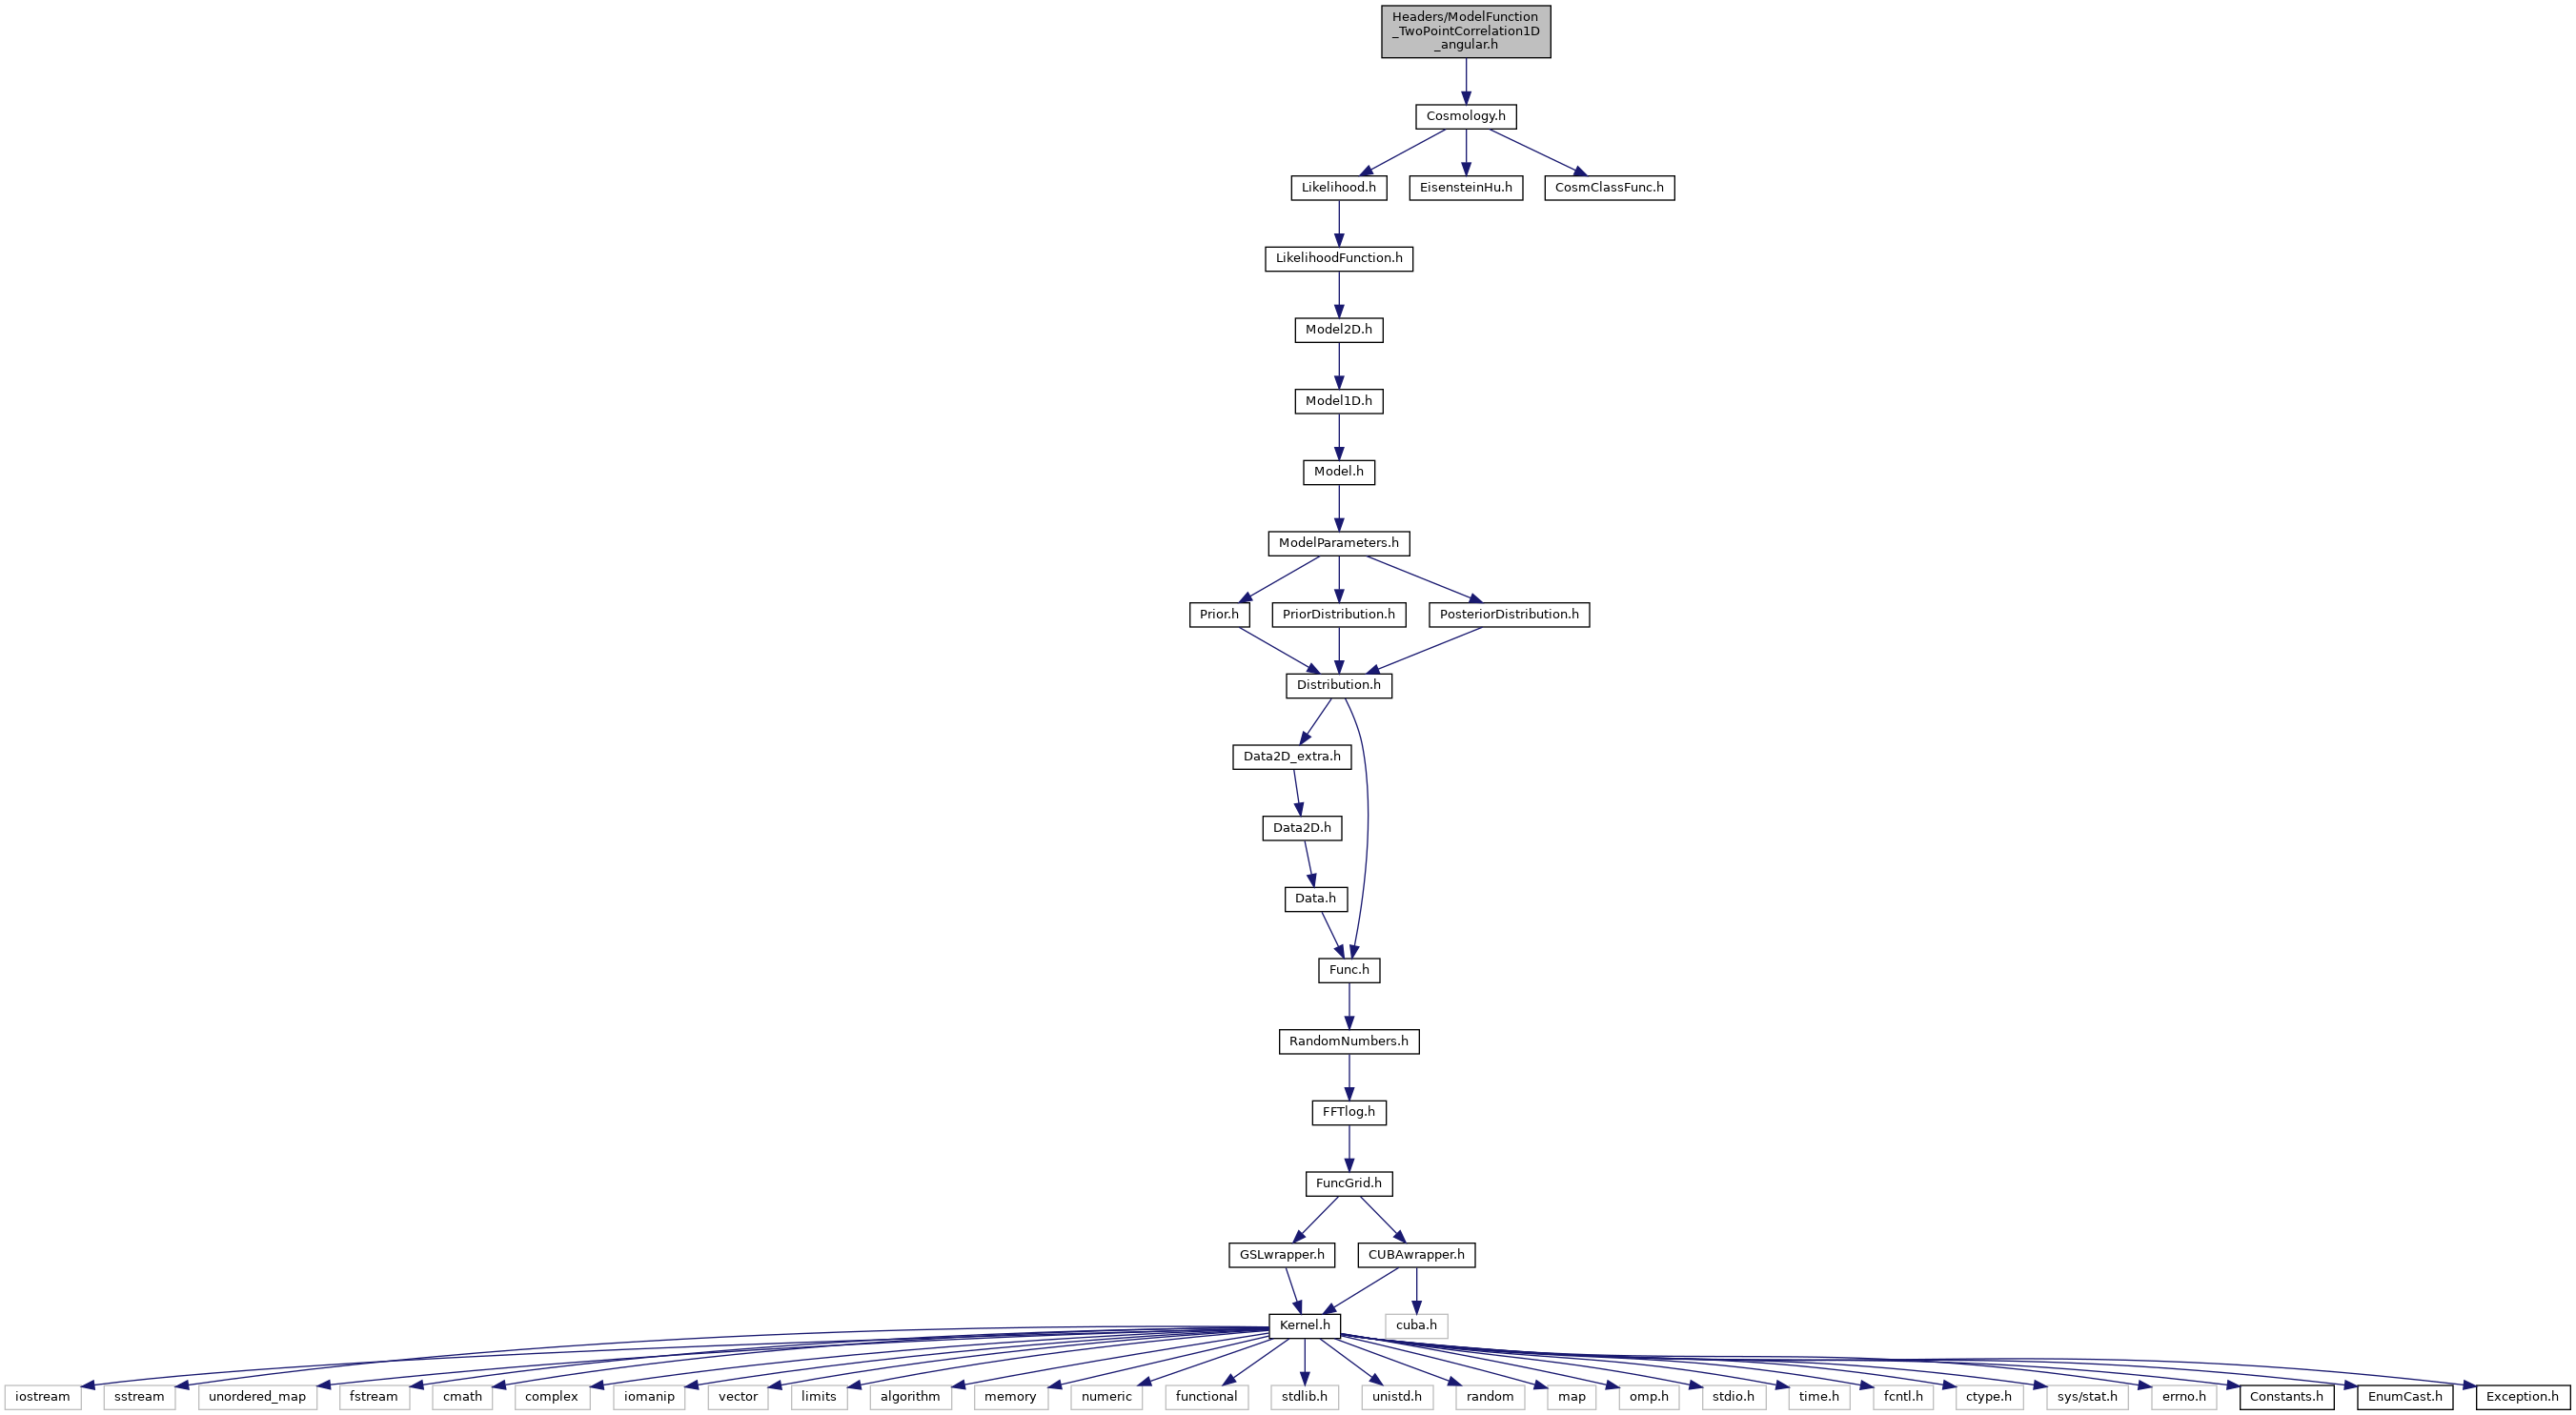 Headers/ModelFunction
_TwoPointCorrelation1D
_angular.h
Cosmology.h
Likelihood.h
EisensteinHu.h
CosmClassFunc.h
LikelihoodFunction.h
Model2D.h
Model1D.h
Model.h
ModelParameters.h
Prior.h
PriorDistribution.h
PosteriorDistribution.h
Distribution.h
Data2D_extra.h
Data2D.h
Data.h
Func.h
RandomNumbers.h
FFTlog.h
FuncGrid.h
GSLwrapper.h
CUBAwrapper.h
Kernel.h
cuba.h
iostream
sstream
unordered_map
fstream
cmath
complex
iomanip
vector
limits
algorithm
memory
numeric
functional
stdlib.h
unistd.h
random
map
omp.h
stdio.h
time.h
fcntl.h
ctype.h
sys/stat.h
errno.h
Constants.h
EnumCast.h
Exception.h